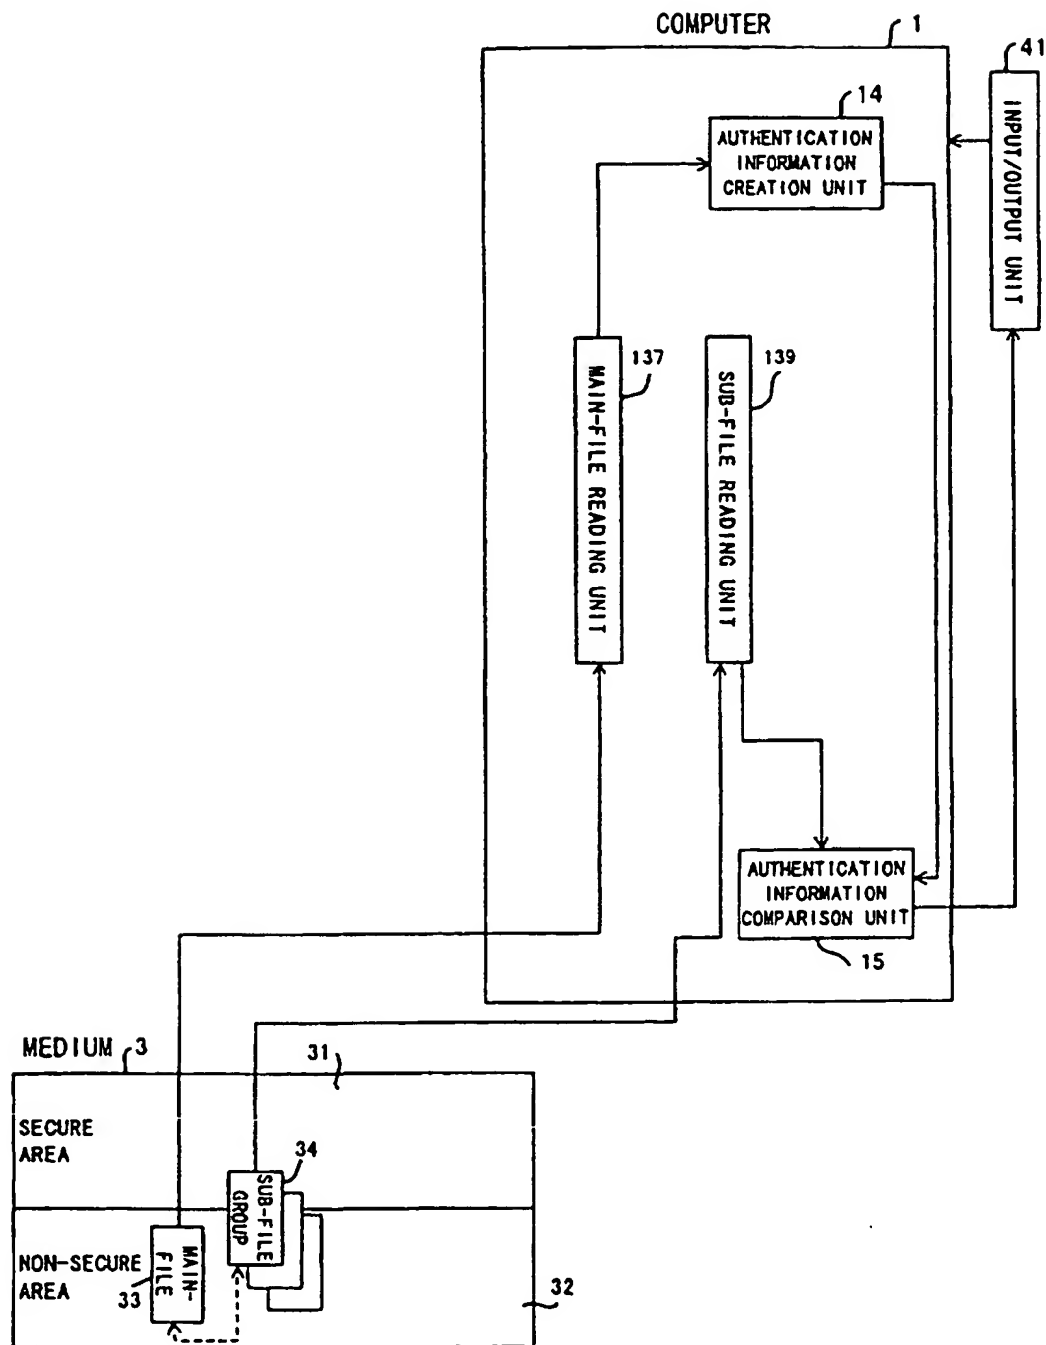 COMPUTER
1
41
14
AUTHENTICATION
INFORMATION
CREATION UNIT
INPUT/OUTPUT UNIT
137
139
MAIN-FILE READING UNIT
SUB-FILE READING UNIT
AUTHENTICATION
INFORMATION
COMPARISON UNIT
15
MEDIUM 3
31
SECURE
AREA
34
SUB-FILE
GROUP
MAIN-
FILE
NON-SECURE
AREA
33
32